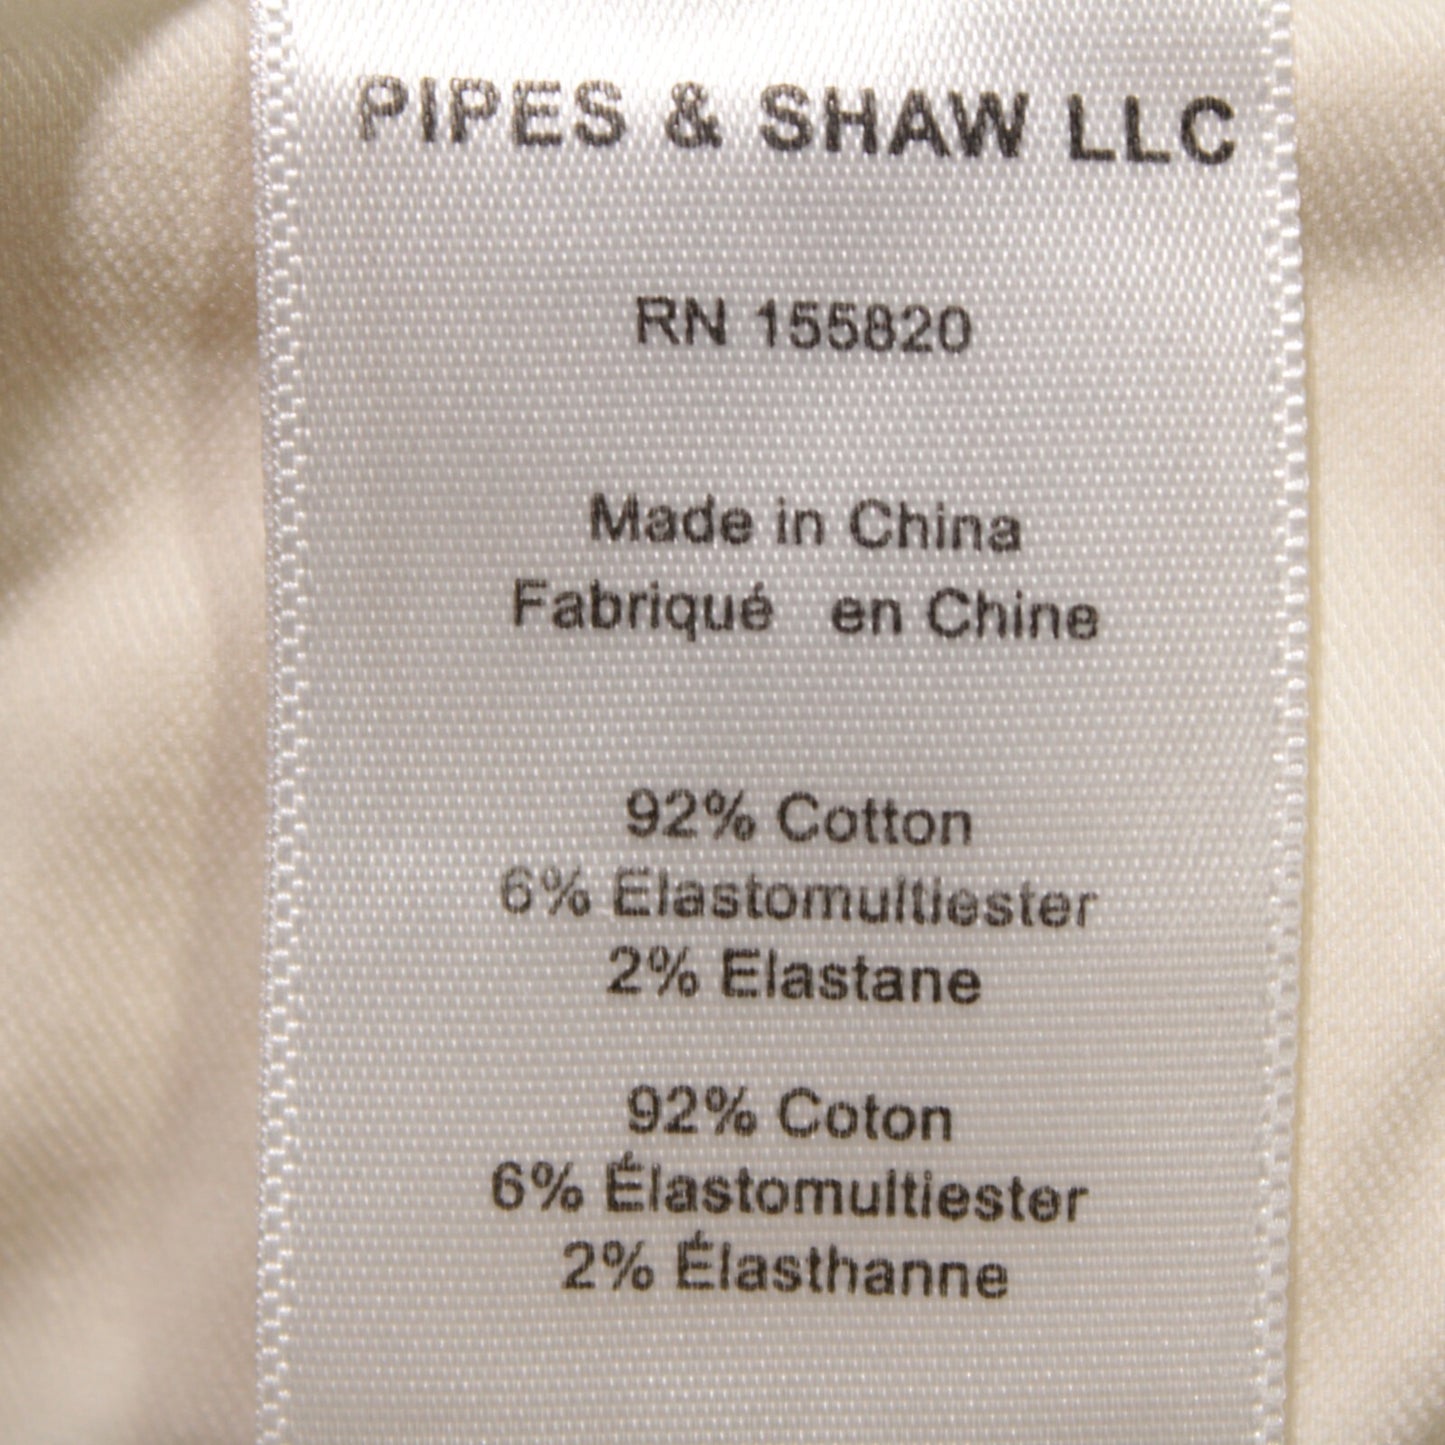 PIPES & SHAW LLC
RN 155820
Made in China
Fabriqué en Chine
92% Cotton
6% Elastomultiester
2% Elastane
92% Coton
6% Élastomultiester
2% Élasthanne